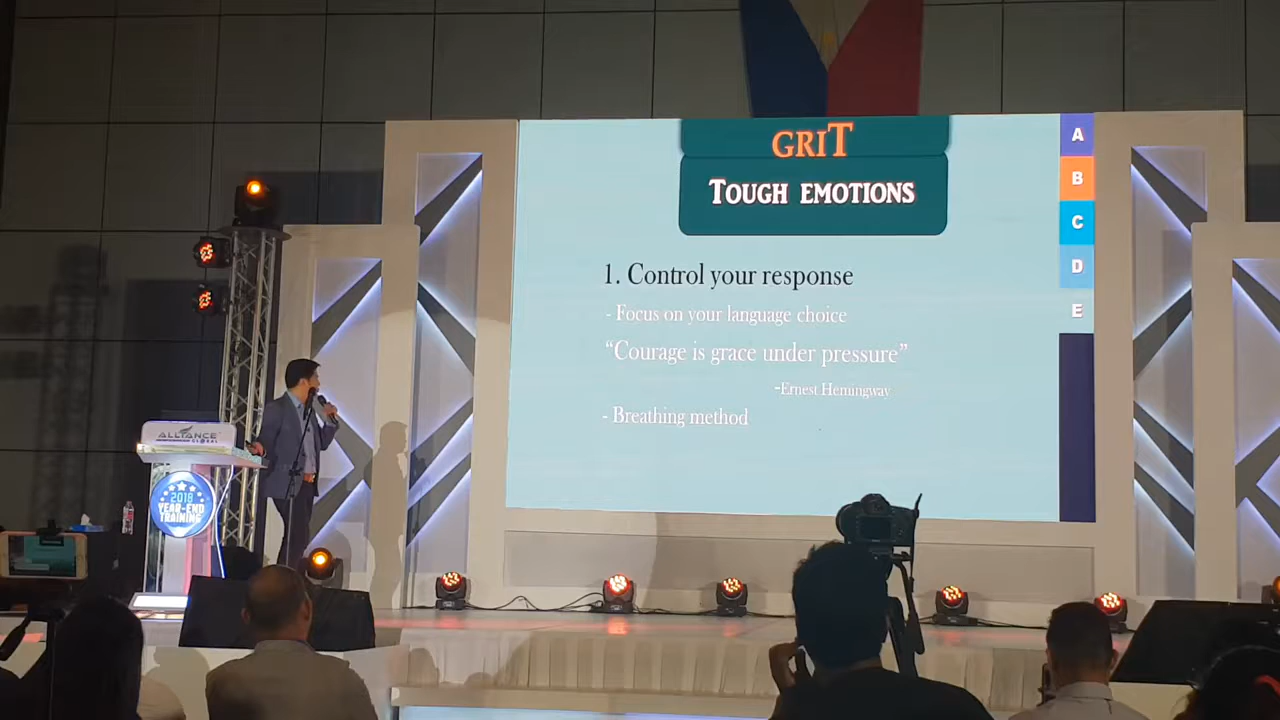 GRIT
TOUGH EMOTIONS
A
B
C
D
E
1. Control your response
- Focus on your language choice
“Courage is grace under pressure”
-Ernest Hemingway
- Breathing method
ALLIANCE
GLOBAL
2018
YEAR-END
TRAINING